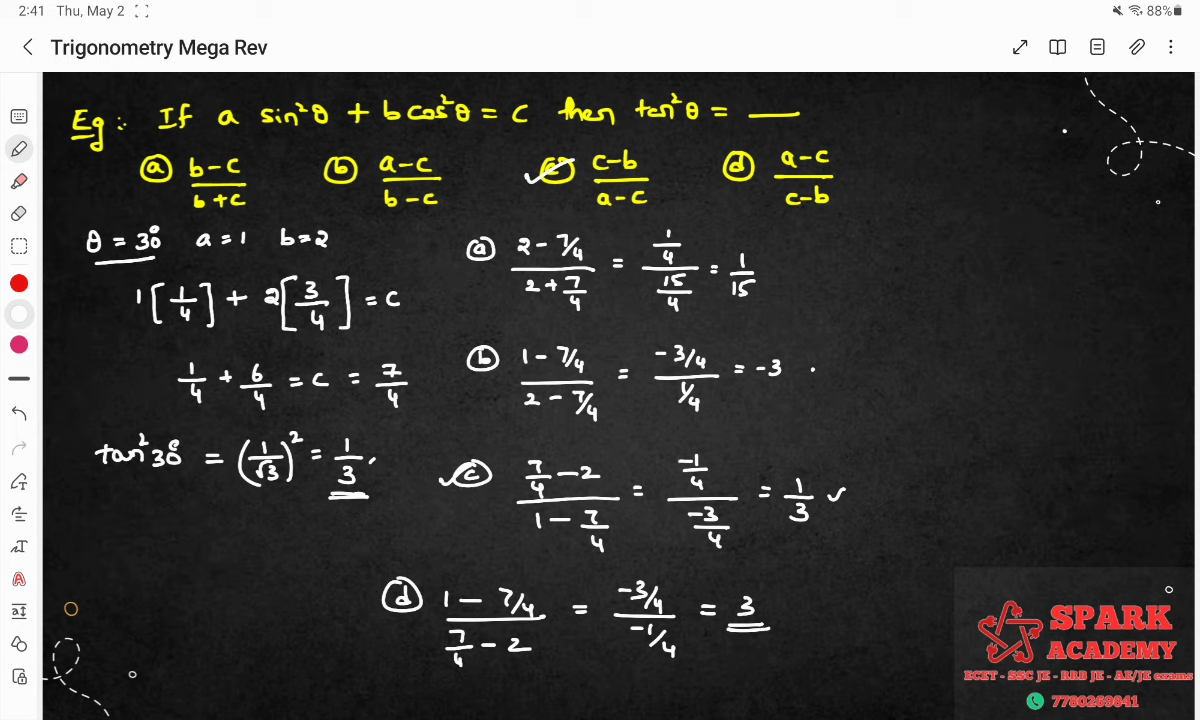 2:41 Thu, May 2 88%
Trigonometry Mega Rev
Eg :- If a sin²θ + b cos²θ = c then tan²θ = ___
(a) b-c/b+c (b) a-c/b-c (c) c-b/a-c (d) a-c/c-b
θ = 30° a=1 b=2
1[1/4] + 2[3/4] = c
1/4 + 6/4 = c = 7/4
tan²30° = (1/√3)² = 1/3
(a) 2 - 7/4 / 2 + 7/4 = 1/4 / 15/4 = 1/15
(b) 1 - 7/4 / 2 - 7/4 = -3/4 / 1/4 = -3
(c) 7/4 - 2 / 1 - 7/4 = -1/4 / -3/4 = 1/3 ✓
(d) 1 - 7/4 / 7/4 - 2 = -3/4 / -1/4 = 3
SPARK
ACADEMY
ECET - SSC JE - RRB JE - AE/JE exams
7780269841